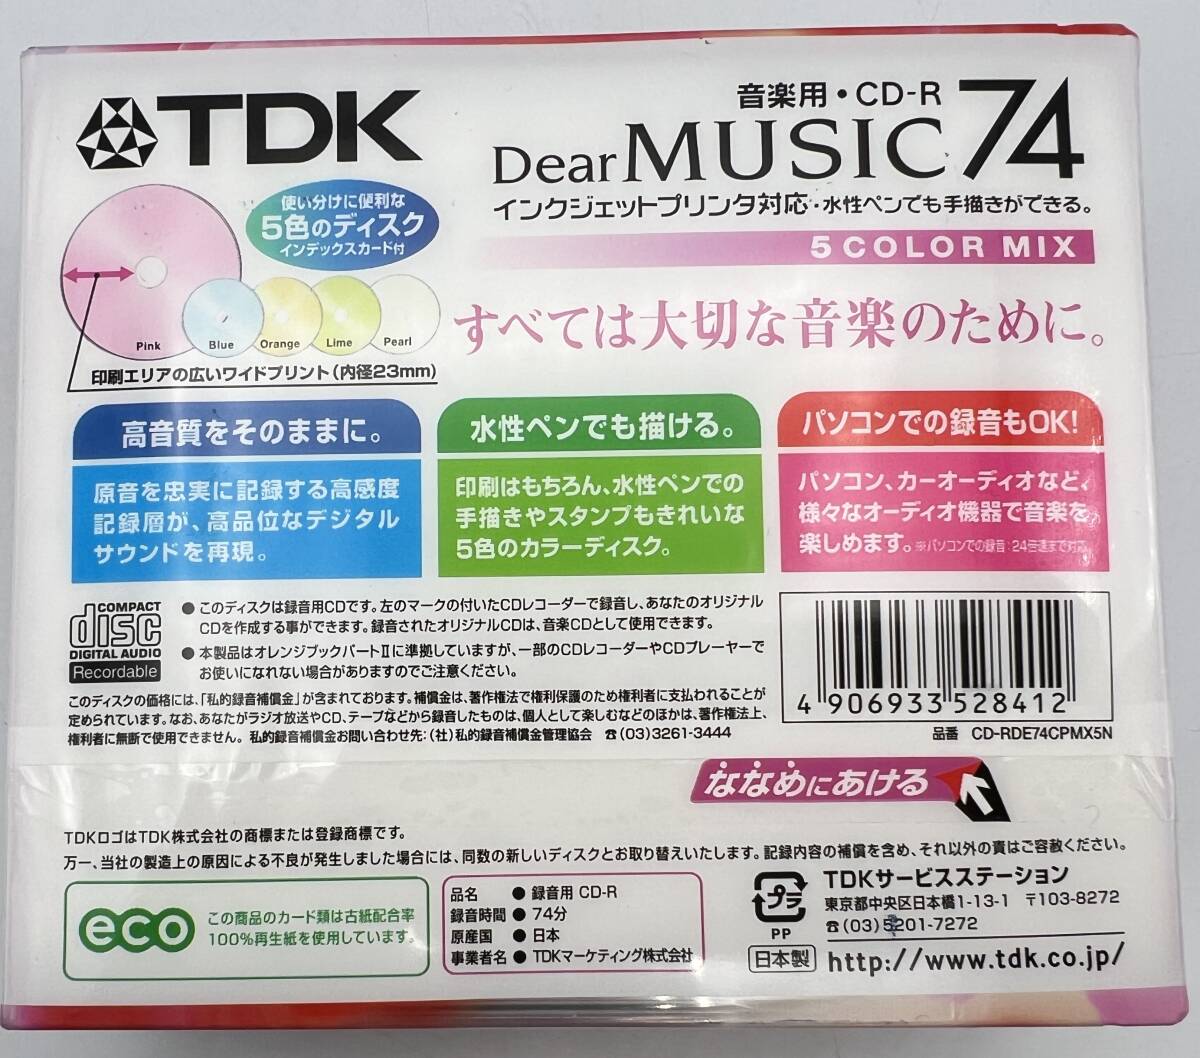 TDK
音楽用・CD-R
Dear MUSIC 74
インクジェットプリンタ対応・水性ペンでも手描きができる。
5 COLOR MIX
使い分けに便利な
5色のディスク
インデックスカード付
Pink
Blue
Orange
Lime
Pearl
印刷エリアの広いワイドプリント(内径23mm)
すべては大切な音楽のために。
高音質をそのままに。
原音を忠実に記録する高感度
記録層が、高品位なデジタル
サウンドを再現。
水性ペンでも描ける。
印刷はもちろん、水性ペンでの
手描きやスタンプもきれいな
5色のカラーディスク。
パソコンでの録音もOK!
パソコン、カーオーディオなど、
様々なオーディオ機器で音楽を
楽しめます。※パソコンでの録音:24倍速まで対応
COMPACT
disc
DIGITAL AUDIO
Recordable
●このディスクは録音用CDです。左のマークの付いたCDレコーダーで録音し、あなたのオリジナル
CDを作成する事ができます。録音されたオリジナルCDは、音楽CDとして使用できます。
●本製品はオレンジブックパートⅡに準拠していますが、一部のCDレコーダーやCDプレーヤーで
お使いになれない場合がありますのでご注意ください。
このディスクの価格には、「私的録音補償金」が含まれております。補償金は、著作権法で権利保護のため権利者に支払われることが
定められています。なお、あなたがラジオ放送やCD、テープなどから録音したものは、個人として楽しむなどのほかは、著作権法上、
権利者に無断で使用できません。私的録音補償金お問い合わせ先:(社)私的録音補償金管理協会 ☎(03)3261-3444
4 906933 528412
品番 CD-RDE74CPMX5N
ななめにあける
TDKロゴはTDK株式会社の商標または登録商標です。
万一、当社の製造上の原因による不良が発生しました場合には、同数の新しいディスクとお取り替えいたします。記録内容の補償を含め、それ以外の責はご容赦ください。
eco
この商品のカード類は古紙配合率
100%再生紙を使用しています。
品名 ● 録音用 CD-R
録音時間 ● 74分
原産国 ● 日本
事業者名 ● TDKマーケティング株式会社
プラ
PP
日本製
TDKサービスステーション
東京都中央区日本橋1-13-1 〒103-8272
☎(03)5201-7272
http://www.tdk.co.jp/